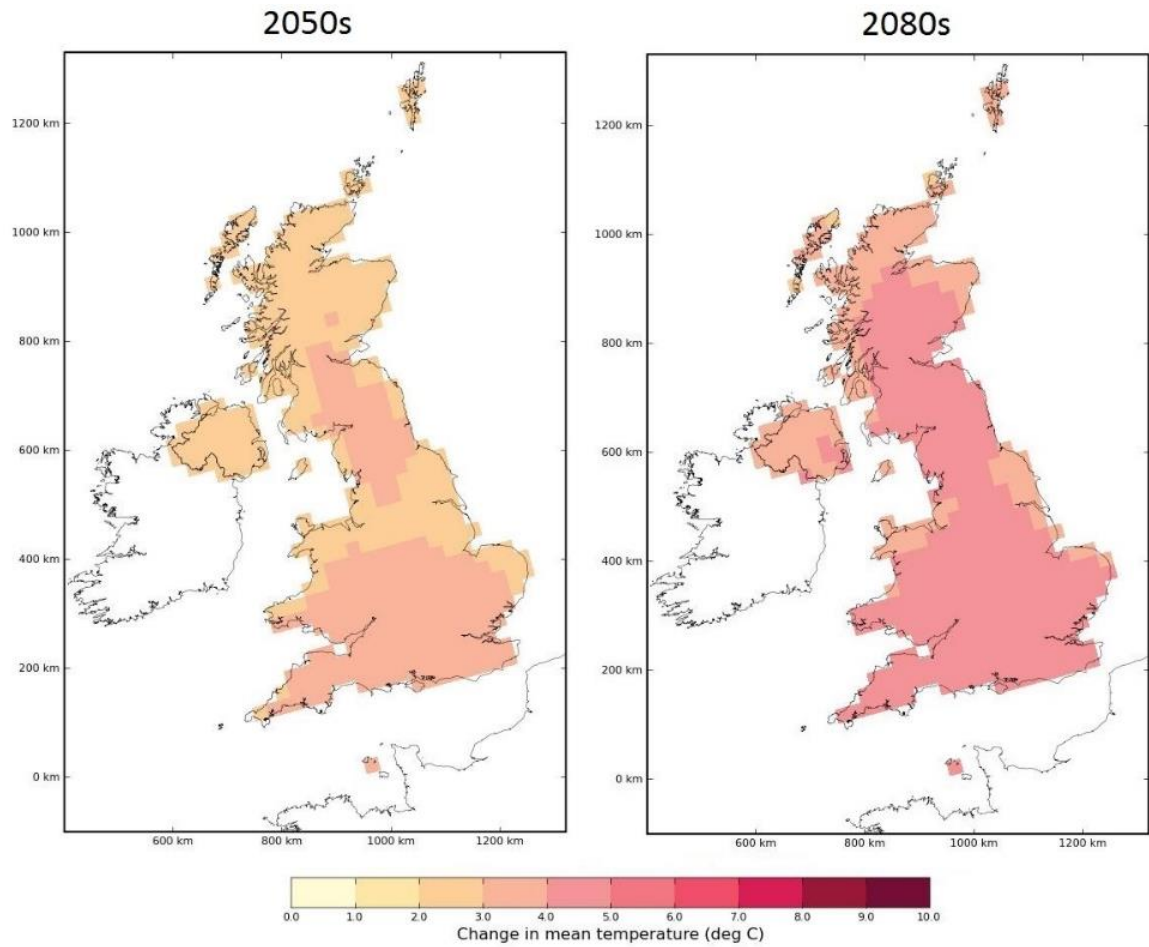 2050s 2080s
1200 km 1200 km
1000 km 1000 km
800 km 800 km
600 km 600 km
400 km 400 km
200 km 200 km
0 km 0 km
600 km 800 km 1000 km 1200 km 600 km 800 km 1000 km 1200 km
0.0 1.0 2.0 3.0 4.0 5.0 6.0 7.0 8.0 9.0 10.0
Change in mean temperature (deg C)